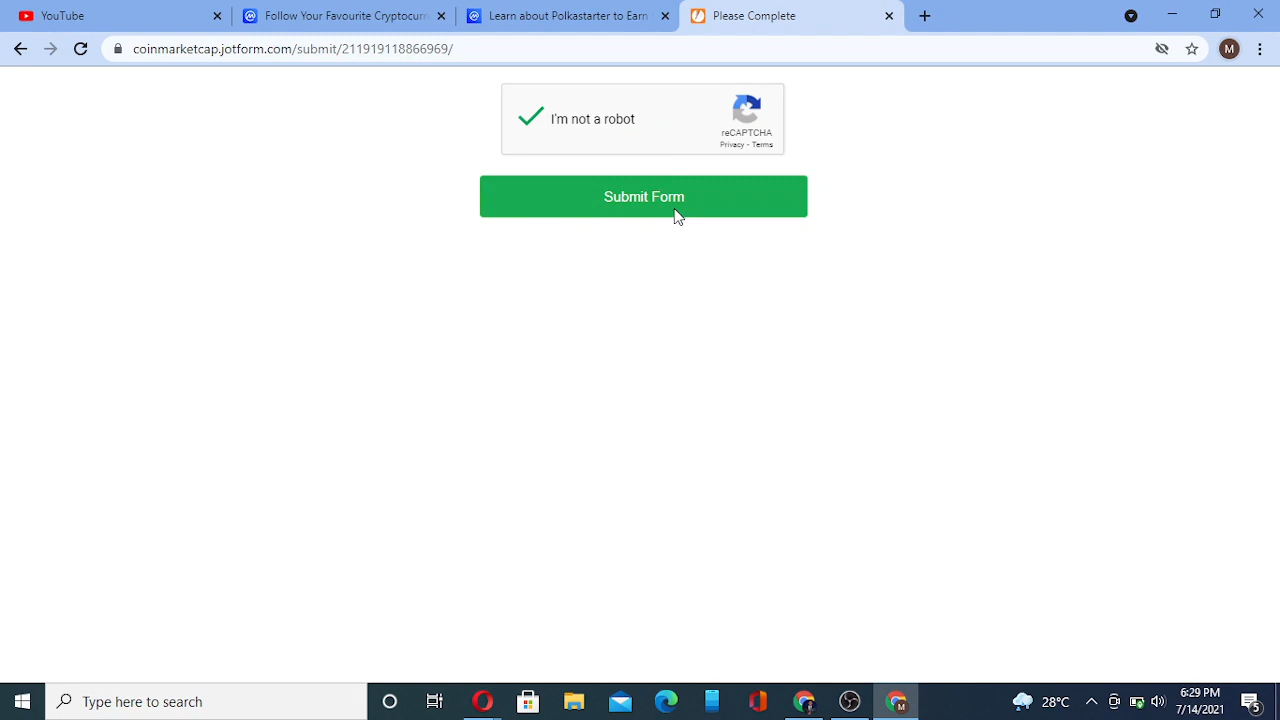 YouTube
Follow Your Favourite Cryptocurr
Learn about Polkastarter to Earn
Please Complete
coinmarketcap.jotform.com/submit/211919118866969/
M
I'm not a robot
reCAPTCHA
Privacy - Terms
Submit Form
Type here to search
M
28°C
6:29 PM
7/14/2021
5